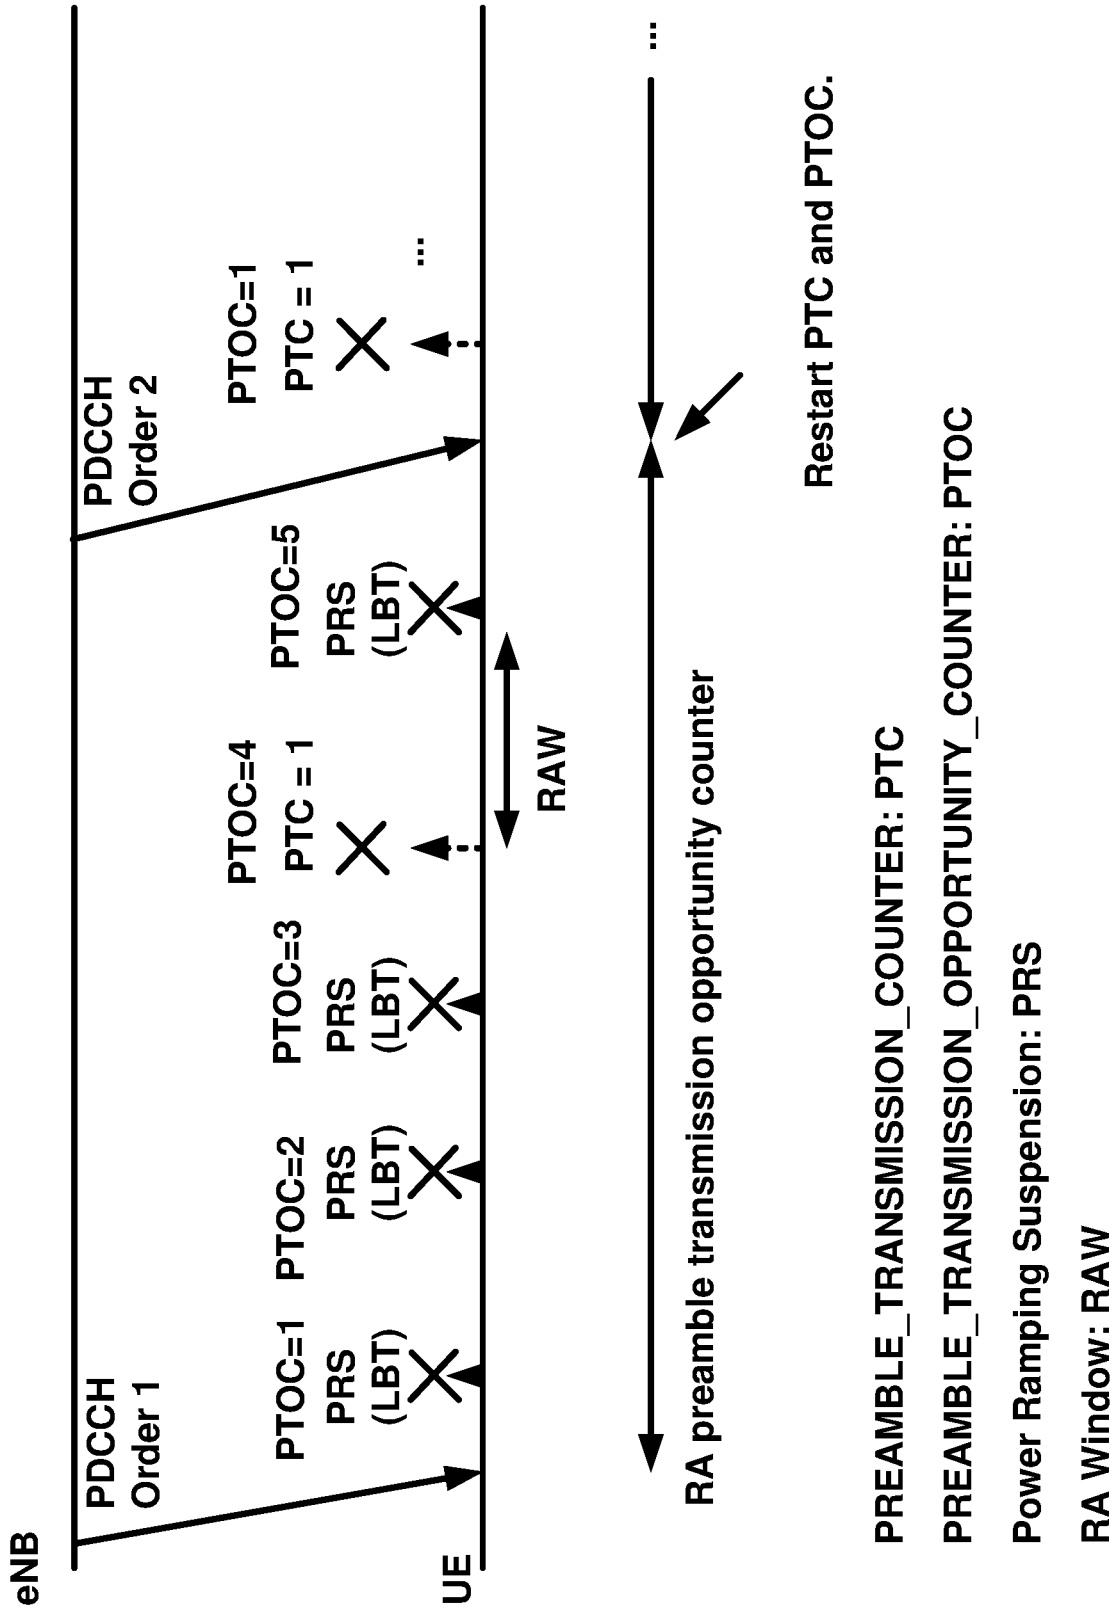 eNB
PDCCH
Order 1
PDCCH
Order 2
PTOC=1
PRS
(LBT)
PTOC=2
PRS
(LBT)
PTOC=3
PRS
(LBT)
PTOC=4
PTC = 1
PTOC=5
PRS
(LBT)
PTOC=1
PTC = 1
...
UE
RAW
...
RA preamble transmission opportunity counter
Restart PTC and PTOC.
PREAMBLE_TRANSMISSION_COUNTER: PTC
PREAMBLE_TRANSMISSION_OPPORTUNITY_COUNTER: PTOC
Power Ramping Suspension: PRS
RA Window: RAW